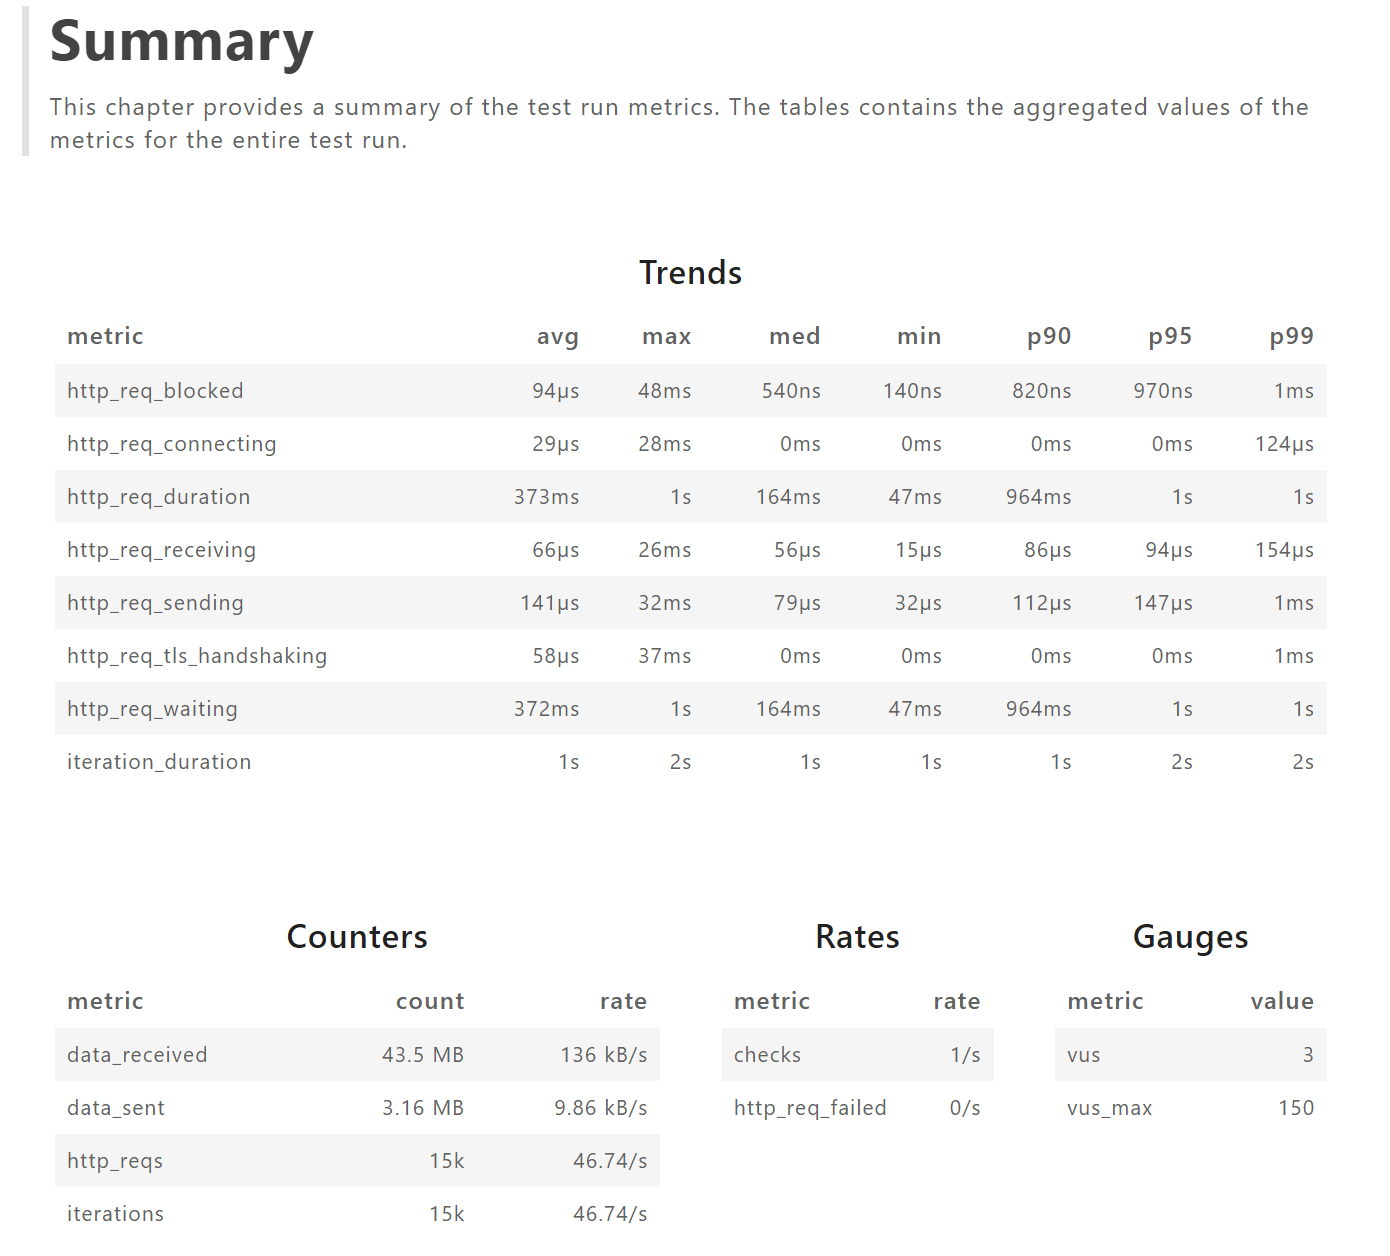 Summary
This chapter provides a summary of the test run metrics. The tables contains the aggregated values of the
metrics for the entire test run.
Trends
metric avg max med min p90 p95 p99
http_req_blocked 94µs 48ms 540ns 140ns 820ns 970ns 1ms
http_req_connecting 29µs 28ms 0ms 0ms 0ms 0ms 124µs
http_req_duration 373ms 1s 164ms 47ms 964ms 1s 1s
http_req_receiving 66µs 26ms 56µs 15µs 86µs 94µs 154µs
http_req_sending 141µs 32ms 79µs 32µs 112µs 147µs 1ms
http_req_tls_handshaking 58µs 37ms 0ms 0ms 0ms 0ms 1ms
http_req_waiting 372ms 1s 164ms 47ms 964ms 1s 1s
iteration_duration 1s 2s 1s 1s 1s 2s 2s
Counters
metric count rate
data_received 43.5 MB 136 kB/s
data_sent 3.16 MB 9.86 kB/s
http_reqs 15k 46.74/s
iterations 15k 46.74/s
Rates
metric rate
checks 1/s
http_req_failed 0/s
Gauges
metric value
vus 3
vus_max 150